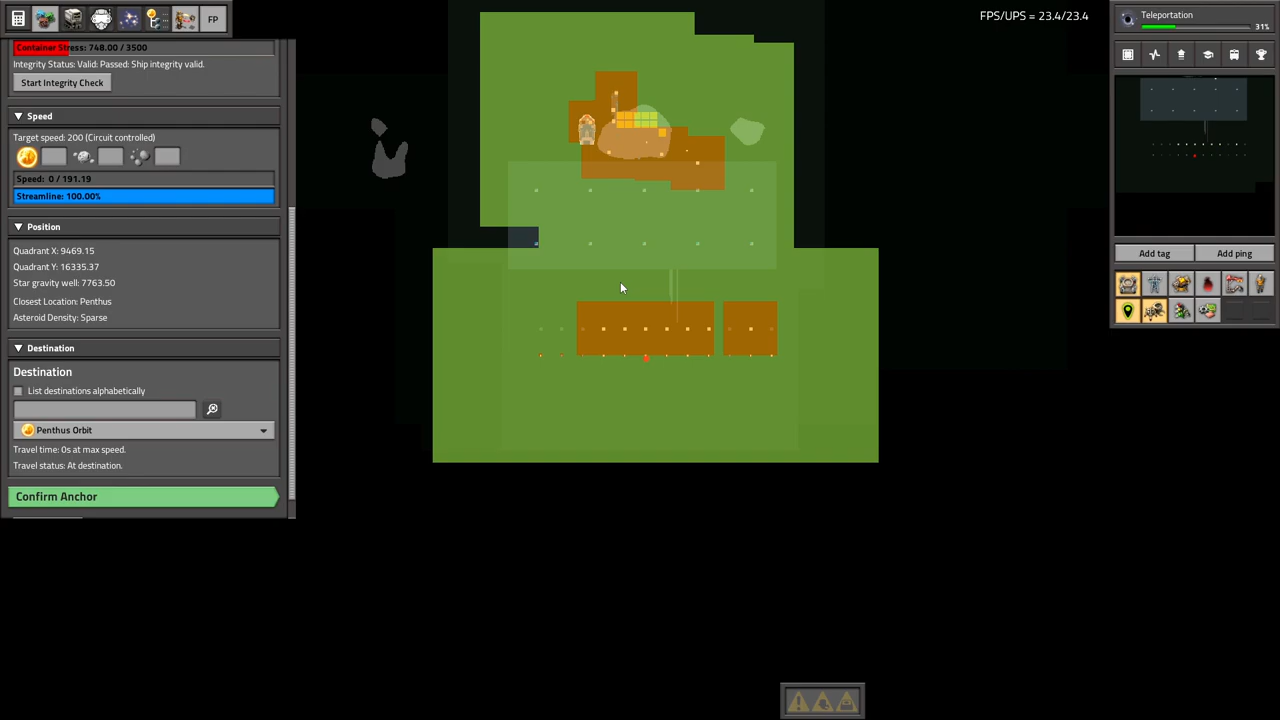 FP
FPS/UPS = 23.4/23.4
Teleportation
31%
Container Stress: 748.00 / 3500
Integrity Status: Valid: Passed: Ship integrity valid.
Start Integrity Check
Speed
Target speed: 200 (Circuit controlled)
Speed: 0 / 191.19
Streamline: 100.00%
Position
Quadrant X: 9469.15
Quadrant Y: 16335.37
Star gravity well: 7763.50
Closest Location: Penthus
Asteroid Density: Sparse
Destination
Destination
List destinations alphabetically
Penthus Orbit
Travel time: 0s at max speed.
Travel status: At destination.
Confirm Anchor
Add tag
Add ping